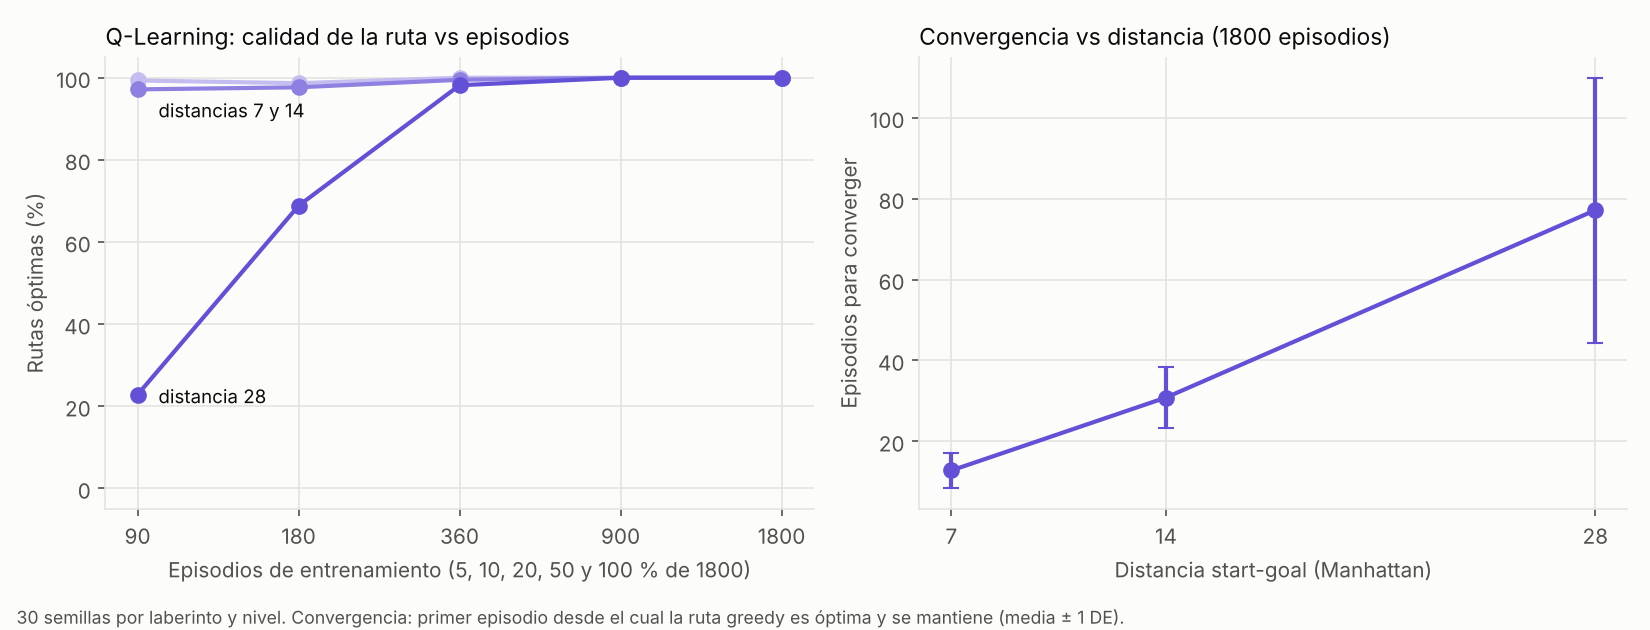 Q-Learning: calidad de la ruta vs episodios
Rutas óptimas (%)
100
80
60
40
20
0
distancias 7 y 14
distancia 28
90 180 360 900 1800
Episodios de entrenamiento (5, 10, 20, 50 y 100 % de 1800)
Convergencia vs distancia (1800 episodios)
Episodios para converger
100
80
60
40
20
7 14 28
Distancia start-goal (Manhattan)
30 semillas por laberinto y nivel. Convergencia: primer episodio desde el cual la ruta greedy es óptima y se mantiene (media ± 1 DE).